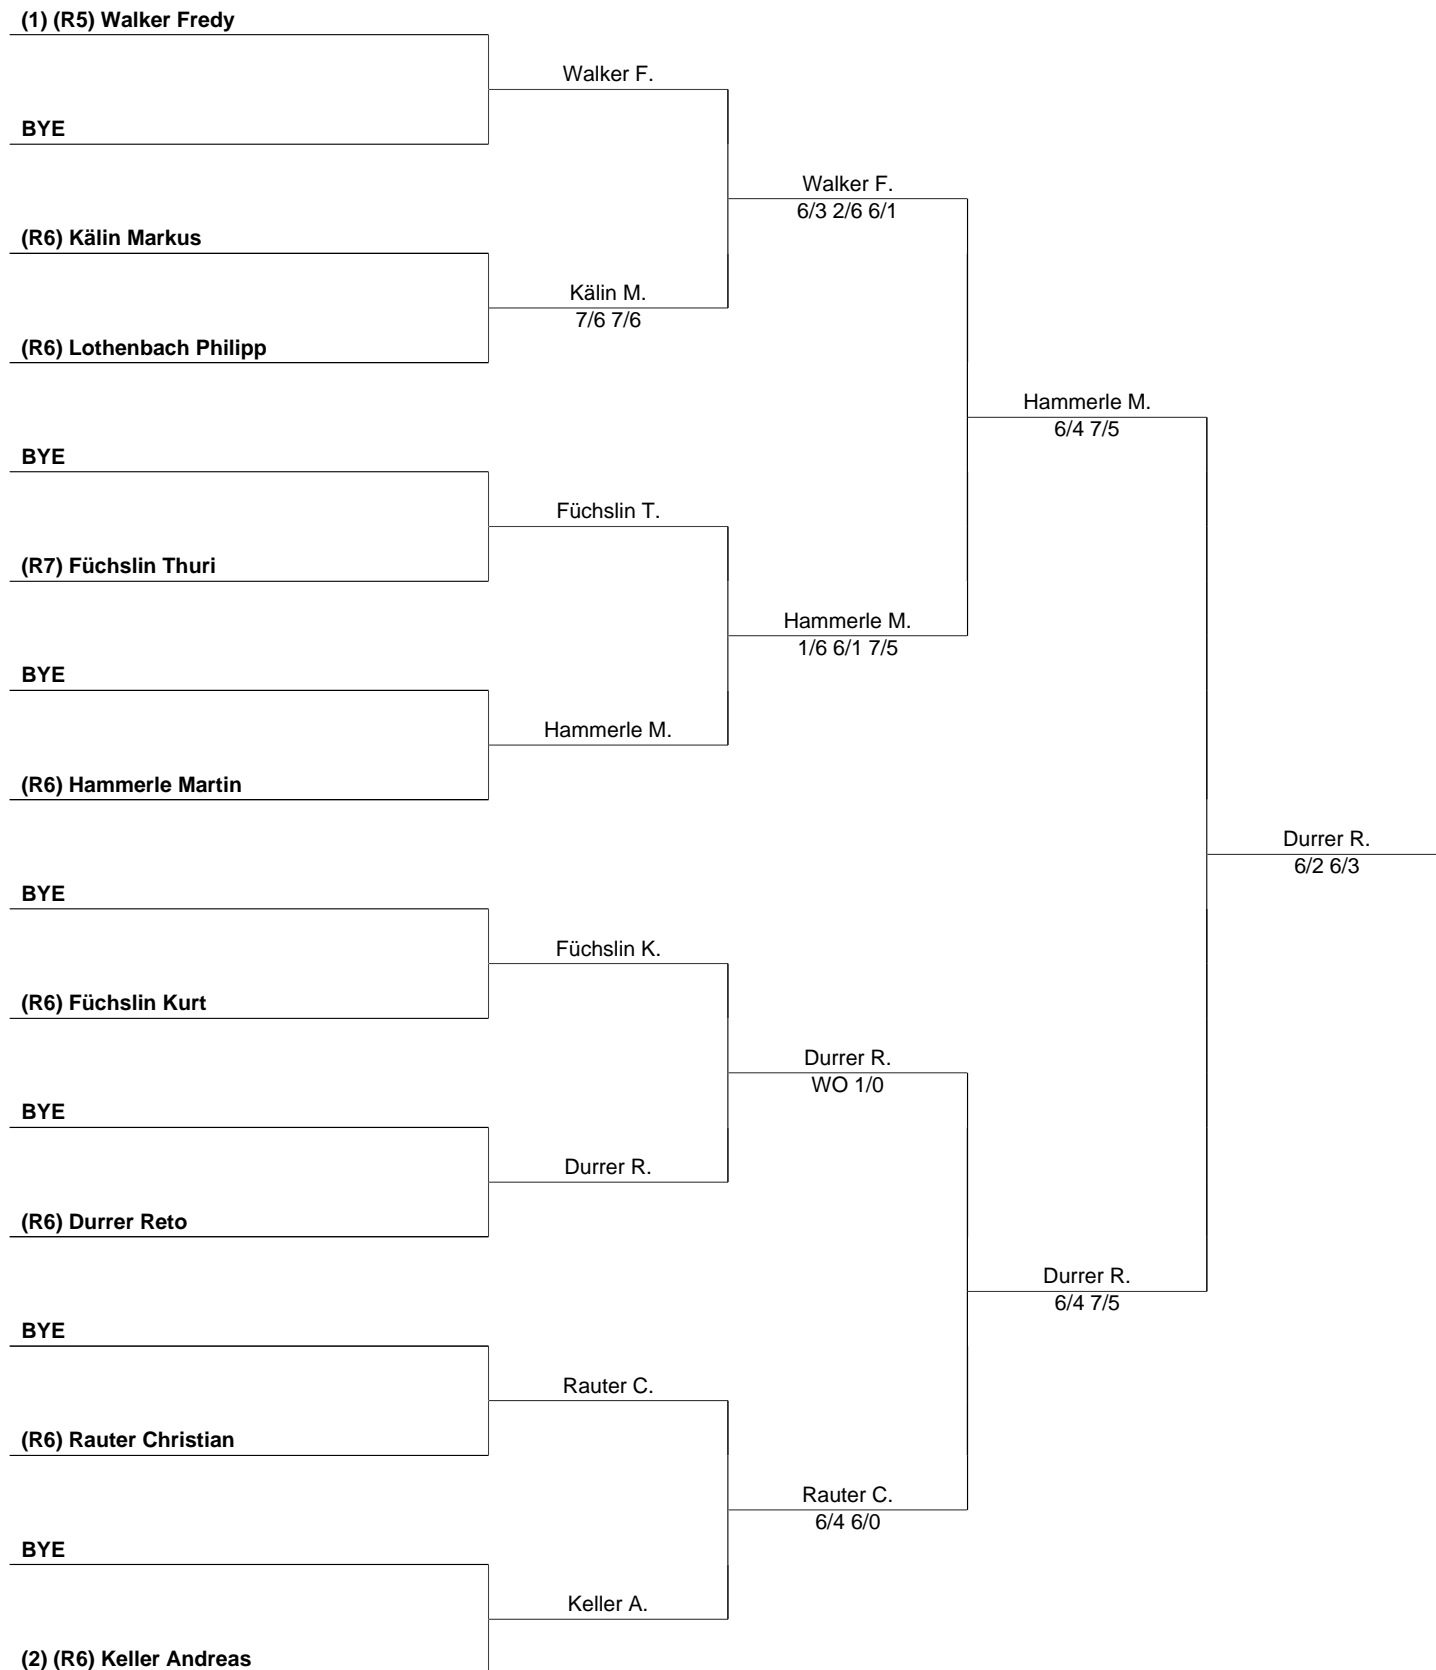 (1) (R5) Walker Fredy
Walker F.
BYE
Walker F.
6/3 2/6 6/1
(R6) Kälin Markus
Kälin M.
7/6 7/6
(R6) Lothenbach Philipp
Hammerle M.
6/4 7/5
BYE
Füchslin T.
(R7) Füchslin Thuri
Hammerle M.
1/6 6/1 7/5
BYE
Hammerle M.
(R6) Hammerle Martin
Durrer R.
6/2 6/3
BYE
Füchslin K.
(R6) Füchslin Kurt
Durrer R.
WO 1/0
BYE
Durrer R.
(R6) Durrer Reto
Durrer R.
6/4 7/5
BYE
Rauter C.
(R6) Rauter Christian
Rauter C.
6/4 6/0
BYE
Keller A.
(2) (R6) Keller Andreas